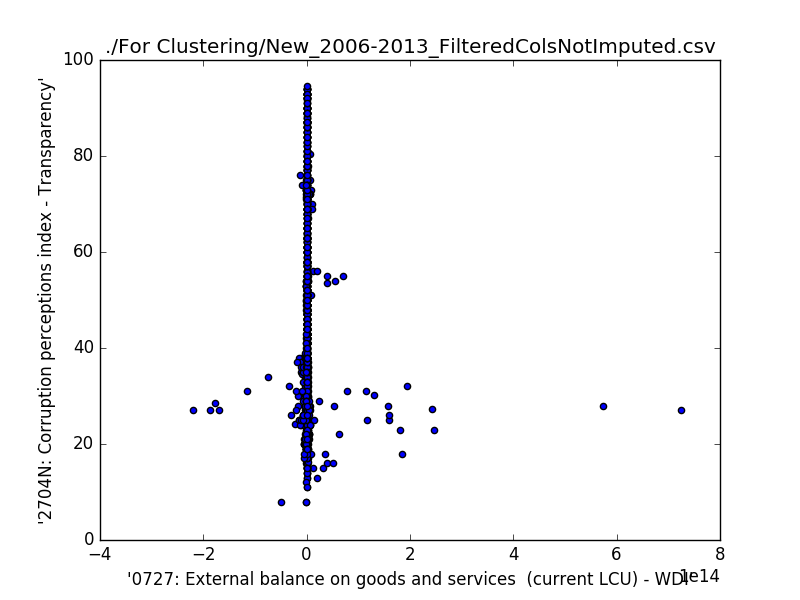 ./For Clustering/New_2006-2013_FilteredColsNotImputed.csv
100
80
60
40
20
0
'2704N: Corruption perceptions index - Transparency'
−4 −2 0 2 4 6 8
1e14
'0727: External balance on goods and services (current LCU) - WDI'